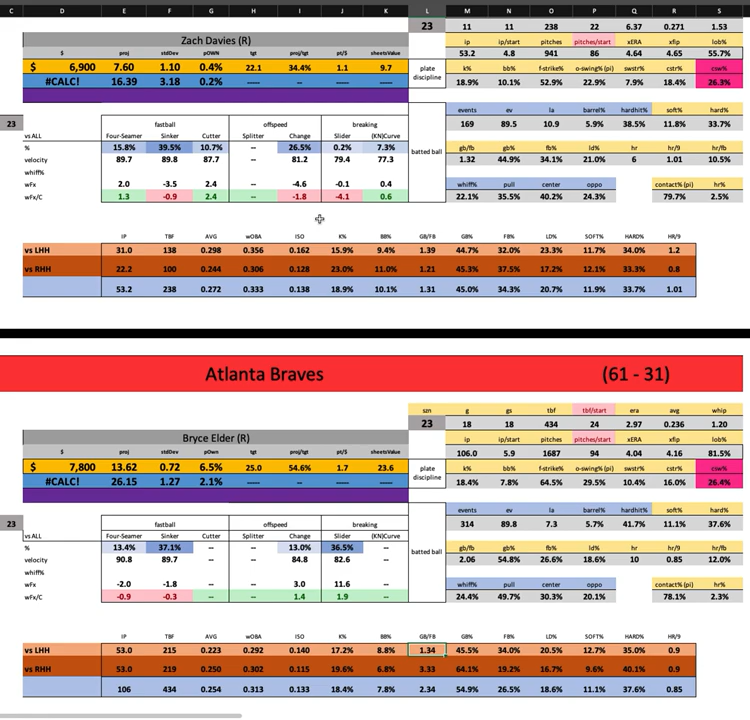 C D E F G H I J K L M N O P Q R S
23 11 11 238 22 6.37 0.271 1.53
Zach Davies (R) ip ip/start pitches pitches/start xERA xfip lob%
53.2 4.8 941 86 4.64 4.65 55.7%
$ proj stdDev pOWN tgt proj/tgt pt/$ sheetsValue
$ 6,900 7.60 1.10 0.4% 22.1 34.4% 1.1 9.7 plate discipline k% bb% f-strike% o-swing% (pi) swstr% cstr% csw%
#CALC! 16.39 3.18 0.2% ---- -- ---- ---- 18.9% 10.1% 52.9% 22.9% 7.9% 18.4% 26.3%
events ev la barrel% hardhit% soft% hard%
23 fastball offspeed breaking 169 89.5 10.9 5.9% 38.5% 11.8% 33.7%
vs ALL Four-Seamer Sinker Cutter Splitter Change Slider (KN)Curve
% 15.8% 39.5% 10.7% -- 26.5% 0.2% 7.3% batted ball gb/fb gb% fb% ld% hr hr/9 hr/fb
velocity 89.7 89.8 87.7 -- 81.2 79.4 77.3 1.32 44.9% 34.1% 21.0% 6 1.01 10.5%
whiff%
wFx 2.0 -3.5 2.4 -4.6 -0.1 0.4 whiff% pull center oppo contact% (pi) hr%
wFx/C 1.3 -0.9 2.4 -- -1.8 -4.1 0.6 22.1% 35.5% 40.2% 24.3% 79.7% 2.5%
IP TBF AVG wOBA ISO K% BB% GB/FB GB% FB% LD% SOFT% HARD% HR/9
vs LHH 31.0 138 0.298 0.356 0.162 15.9% 9.4% 1.39 44.7% 32.0% 23.3% 11.7% 34.0% 1.2
vs RHH 22.2 100 0.244 0.306 0.128 23.0% 11.0% 1.21 45.3% 37.5% 17.2% 12.1% 33.3% 0.8
53.2 238 0.272 0.333 0.138 18.9% 10.1% 1.31 45.0% 34.3% 20.7% 11.9% 33.7% 1.01
Atlanta Braves (61 - 31)
szn g gs tbf tbf/start era avg whip
23 18 18 434 24 2.97 0.236 1.20
Bryce Elder (R) ip ip/start pitches pitches/start xERA xfip lob%
106.0 5.9 1687 94 4.04 4.16 81.5%
$ proj stdDev pOwn tgt proj/tgt pt/$ sheetsValue
$ 7,800 13.62 0.72 6.5% 25.0 54.6% 1.7 23.6 plate discipline k% bb% f-strike% o-swing% (pi) swstr% cstr% csw%
#CALC! 26.15 1.27 2.1% ---- -- ---- ---- 18.4% 7.8% 64.5% 29.5% 10.4% 16.0% 26.4%
events ev la barrel% hardhit% soft% hard%
23 fastball offspeed breaking 314 89.8 7.3 5.7% 41.7% 11.1% 37.6%
vs ALL Four-Seamer Sinker Cutter Splitter Change Slider (KN)Curve
% 13.4% 37.1% -- -- 13.0% 36.5% -- batted ball gb/fb gb% fb% ld% hr hr/9 hr/fb
velocity 90.8 89.7 -- -- 84.8 82.6 -- 2.06 54.8% 26.6% 18.6% 10 0.85 12.0%
whiff%
wFx -2.0 -1.8 3.0 11.6 whiff% pull center oppo contact% (pi) hr%
wFx/C -0.9 -0.3 -- -- 1.4 1.9 -- 24.4% 49.7% 30.3% 20.1% 78.1% 2.3%
IP TBF AVG wOBA ISO K% BB% GB/FB GB% FB% LD% SOFT% HARD% HR/9
vs LHH 53.0 215 0.223 0.292 0.140 17.2% 8.8% 1.34 45.5% 34.0% 20.5% 12.7% 35.0% 0.9
vs RHH 53.0 219 0.250 0.302 0.115 19.6% 6.8% 3.33 64.1% 19.2% 16.7% 9.6% 40.1% 0.9
106 434 0.254 0.313 0.133 18.4% 7.8% 2.34 54.9% 26.5% 18.6% 11.1% 37.6% 0.85